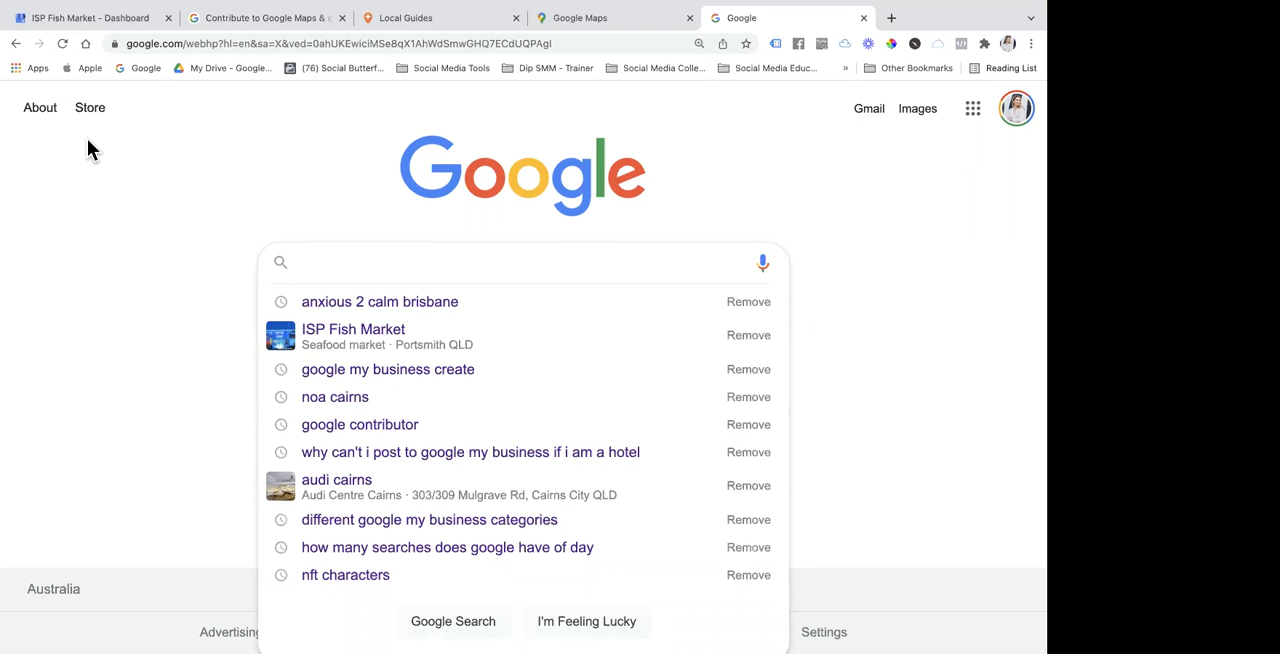 ISP Fish Market - Dashboard
Contribute to Google Maps & e
Local Guides
Google Maps
Google
google.com/webhp?hl=en&sa=X&ved=0ahUKEwiciMSe8qX1AhWdSmwGHQ7ECdUQPAgI
Apps
Apple
Google
My Drive - Google...
(76) Social Butterf...
Social Media Tools
Dip SMM - Trainer
Social Media Colle...
Social Media Educ...
»
Other Bookmarks
Reading List
About
Store
Gmail
Images
Google
anxious 2 calm brisbane
Remove
ISP Fish Market
Seafood market · Portsmith QLD
Remove
google my business create
Remove
noa cairns
Remove
google contributor
Remove
why can't i post to google my business if i am a hotel
Remove
audi cairns
Audi Centre Cairns · 303/309 Mulgrave Rd, Cairns City QLD
Remove
different google my business categories
Remove
how many searches does google have of day
Remove
nft characters
Remove
Google Search
I'm Feeling Lucky
Australia
Advertising
Settings